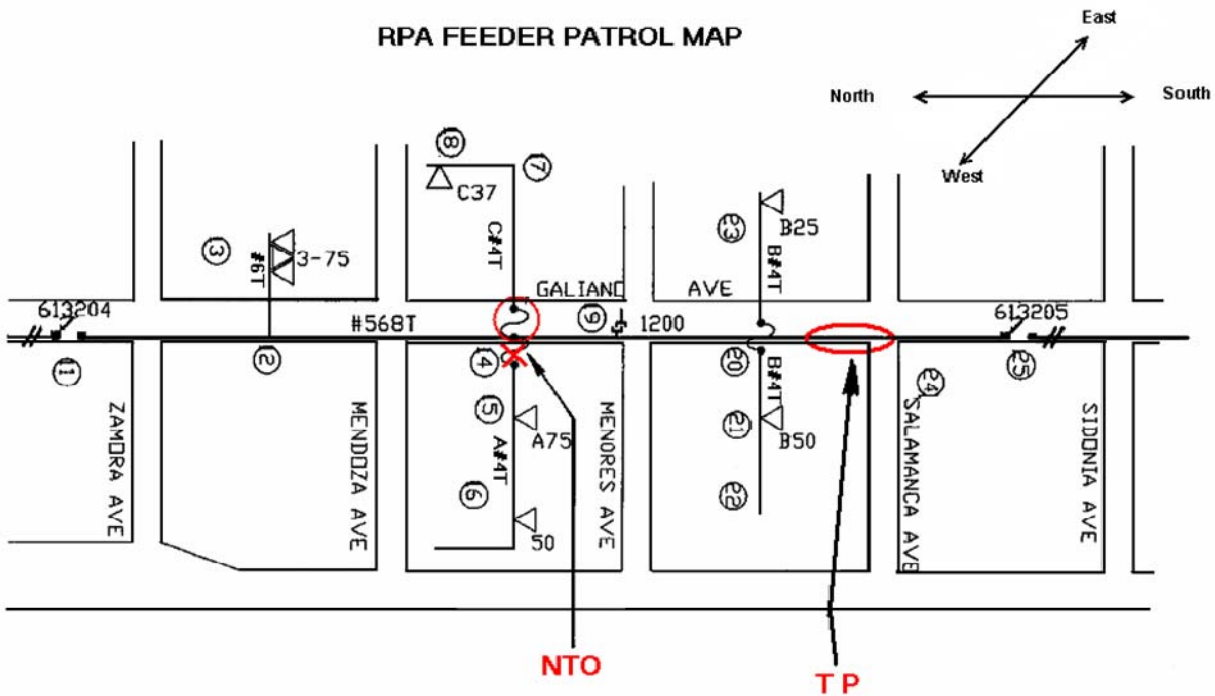 RPA FEEDER PATROL MAP
East
North
South
West
8
7
C37
C#4T
3
#6T
3-75
23
B25
B#4T
GALIANO AVE
613204
#568T
9
1200
613205
1
2
4
20
25
B#4T
5
A75
21
B50
24
A#4T
6
50
22
ZAMORA AVE
MENDOZA AVE
MENORES AVE
SALAMANCA AVE
SIDONIA AVE
NTO
TP